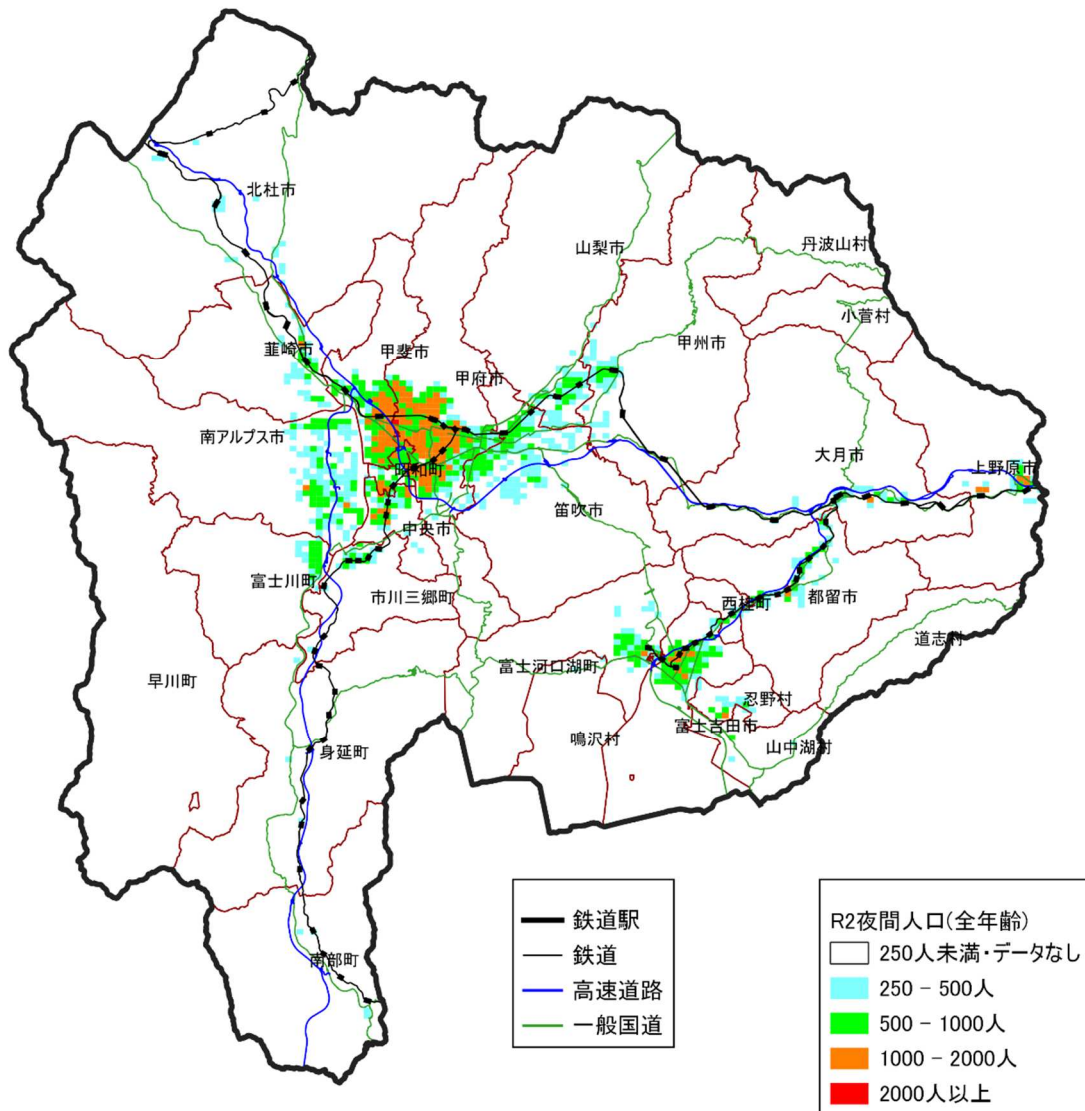 北杜市
山梨市
丹波山村
小菅村
韮崎市
甲斐市
甲府市
甲州市
南アルプス市
昭和町
大月市
上野原市
中央市
笛吹市
富士川町
市川三郷町
西桂町
都留市
道志村
早川町
富士河口湖町
忍野村
鳴沢村
富士吉田市
山中湖村
身延町
南部町
鉄道駅
鉄道
高速道路
一般国道
R2夜間人口(全年齢)
250人未満・データなし
250 - 500人
500 - 1000人
1000 - 2000人
2000人以上